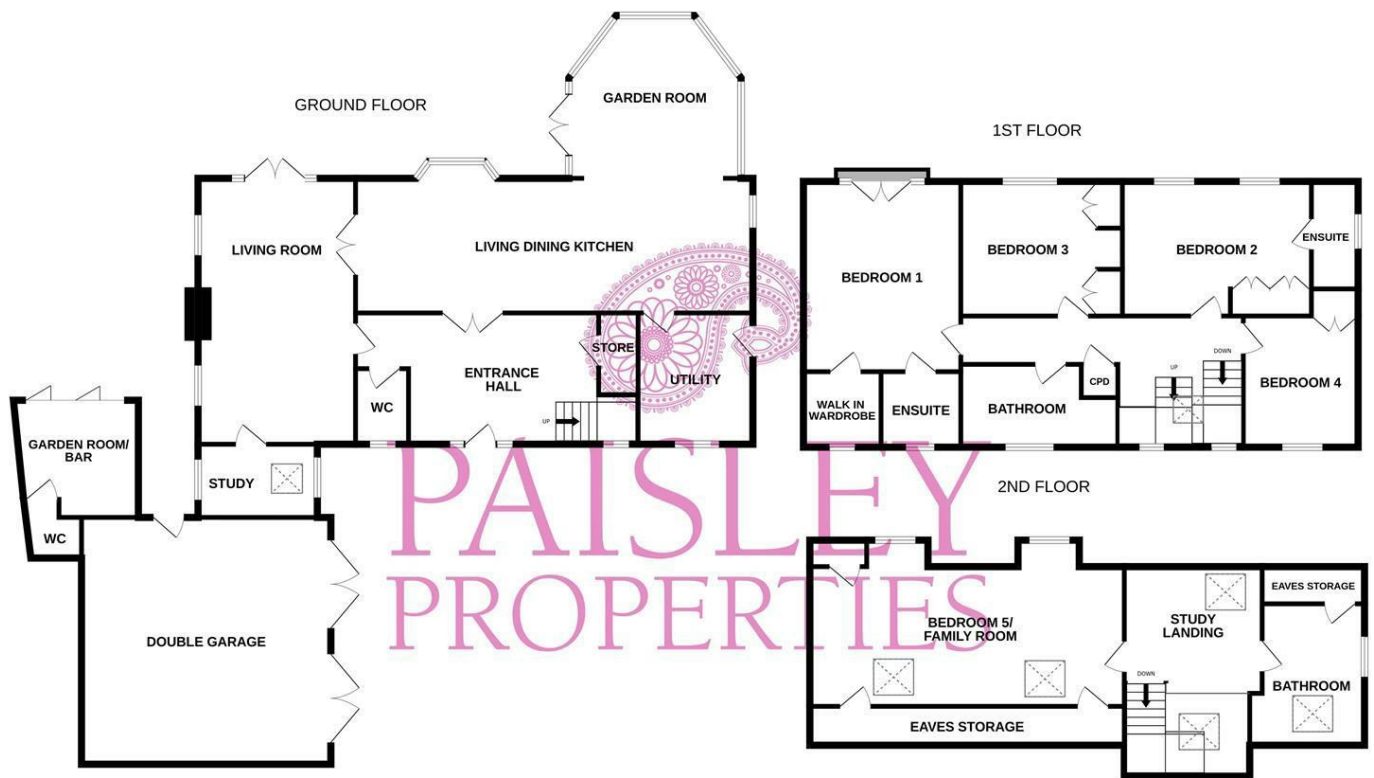 GROUND FLOOR
GARDEN ROOM
LIVING ROOM
LIVING DINING KITCHEN
STORE
ENTRANCE
HALL
UTILITY
WC
UP
GARDEN ROOM/
BAR
STUDY
WC
DOUBLE GARAGE
1ST FLOOR
BEDROOM 1
BEDROOM 3
BEDROOM 2
ENSUITE
DOWN
UP
CPD
BEDROOM 4
WALK IN
WARDROBE
ENSUITE
BATHROOM
2ND FLOOR
EAVES STORAGE
BEDROOM 5/
FAMILY ROOM
STUDY
LANDING
DOWN
BATHROOM
EAVES STORAGE
PAISLEY
PROPERTIES